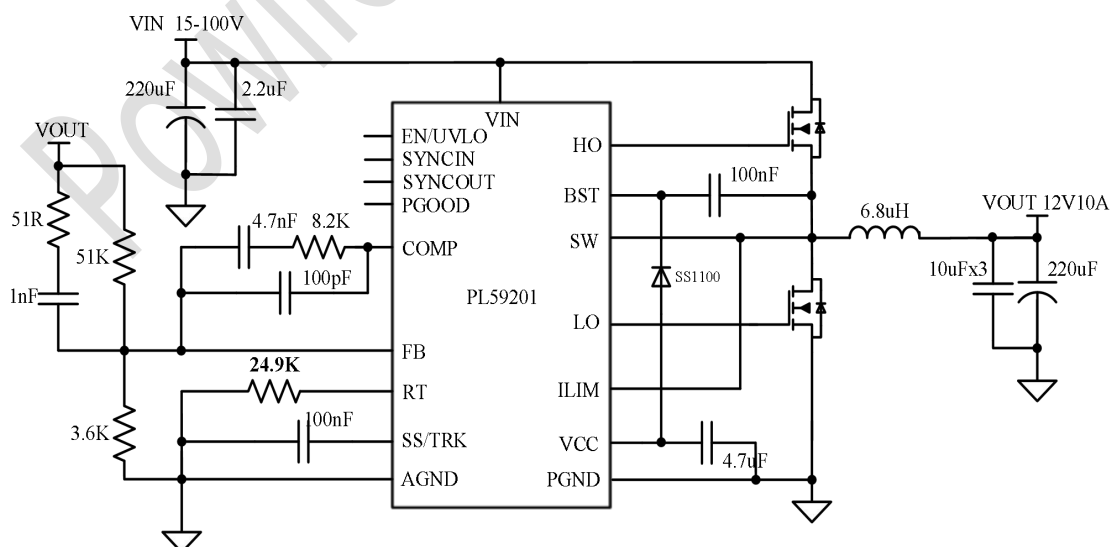 VIN 15-100V
220uF
2.2uF
VOUT
51R
51K
1nF
3.6K
4.7nF
8.2K
100pF
24.9K
100nF
VIN
EN/UVLO
SYNCIN
SYNCOUT
PGOOD
COMP
FB
RT
SS/TRK
AGND
PL59201
HO
BST
SW
LO
ILIM
VCC
PGND
100nF
SS1100
4.7uF
6.8uH
VOUT 12V10A
10uFx3
220uF